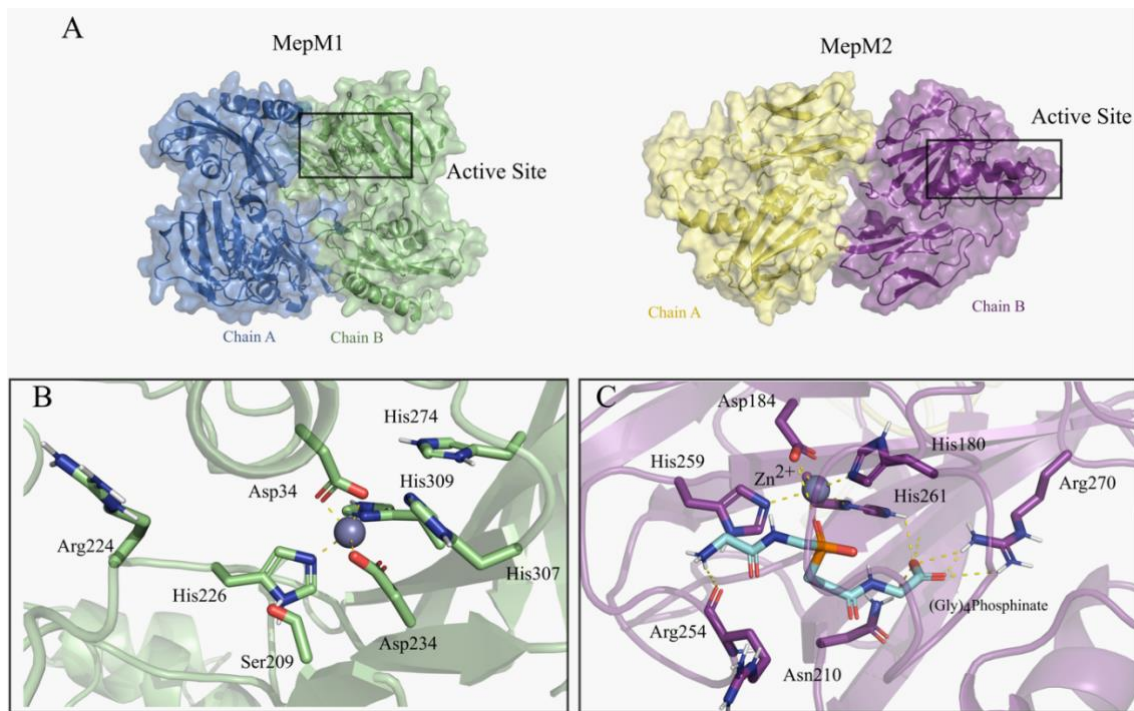 A
MepM1
MepM2
Active Site
Active Site
Chain A
Chain B
Chain A
Chain B
B
His274
Asp34
His309
Arg224
His307
His226
Ser209
Asp234
C
Asp184
His180
His259
Zn2+
His261
Arg270
(Gly)4Phosphinate
Arg254
Asn210